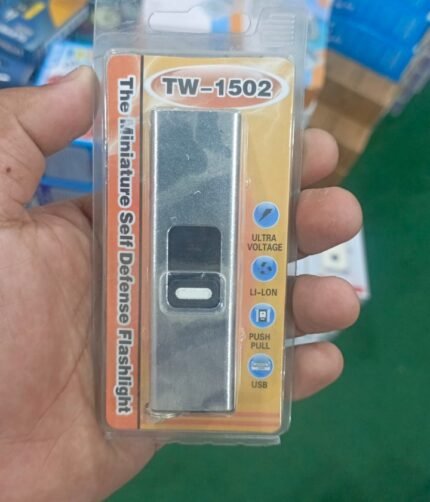 TW-1502
The Miniature Self Defense Flashlight
ULTRA
VOLTAGE
LI-LON
PUSH
PULL
USB